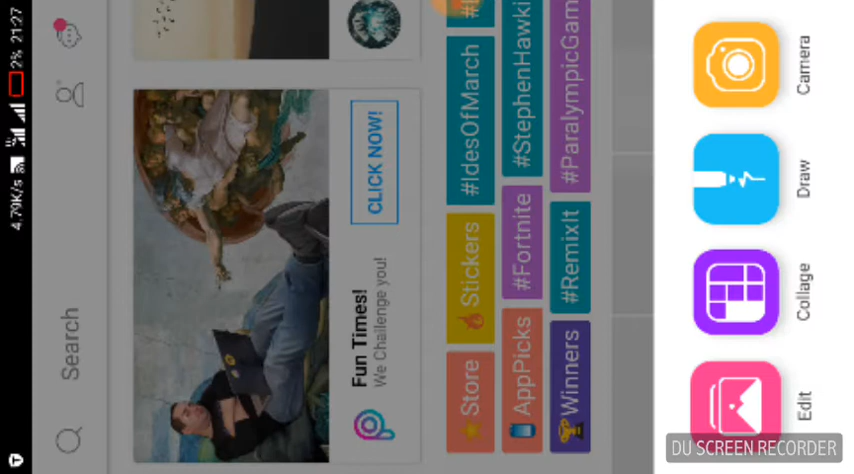 4.79K/s 2% 21:27
Search
Fun Times!
We Challenge you!
CLICK NOW!
Store
Stickers
#IdesOfMarch
AppPicks
#Fortnite
#StephenHawki
Winners
#RemixIt
#ParalympicGam
Edit
Collage
Draw
Camera
DU SCREEN RECORDER